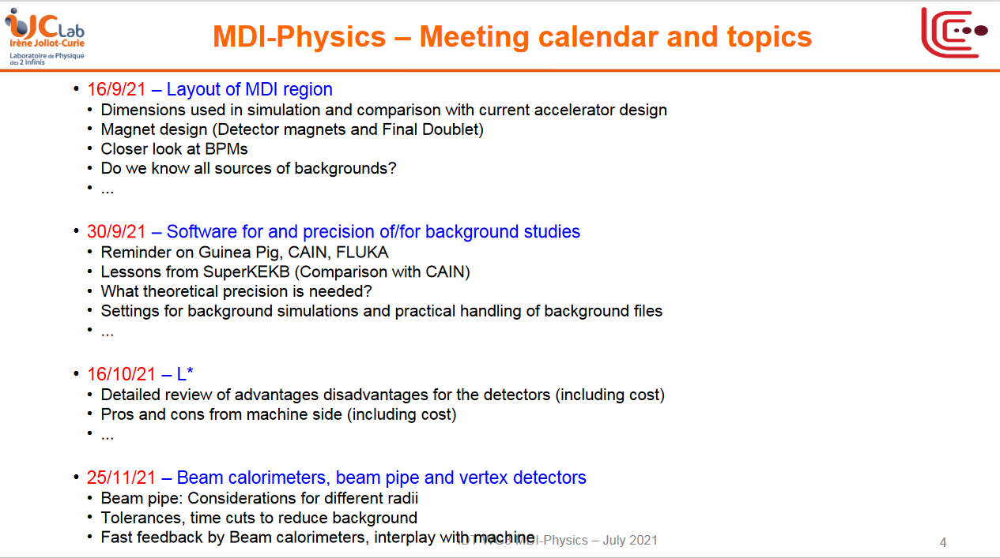 iJCLab
Irène Joliot-Curie
Laboratoire de Physique
des 2 Infinis
MDI-Physics – Meeting calendar and topics
LCC
• 16/9/21 – Layout of MDI region
• Dimensions used in simulation and comparison with current accelerator design
• Magnet design (Detector magnets and Final Doublet)
• Closer look at BPMs
• Do we know all sources of backgrounds?
• ...
• 30/9/21 – Software for and precision of/for background studies
• Reminder on Guinea Pig, CAIN, FLUKA
• Lessons from SuperKEKB (Comparison with CAIN)
• What theoretical precision is needed?
• Settings for background simulations and practical handling of background files
• ...
• 16/10/21 – L*
• Detailed review of advantages disadvantages for the detectors (including cost)
• Pros and cons from machine side (including cost)
• ...
• 25/11/21 – Beam calorimeters, beam pipe and vertex detectors
• Beam pipe: Considerations for different radii
• Tolerances, time cuts to reduce background
• Fast feedback by Beam calorimeters, interplay with machine
MDI-Physics – July 2021
4